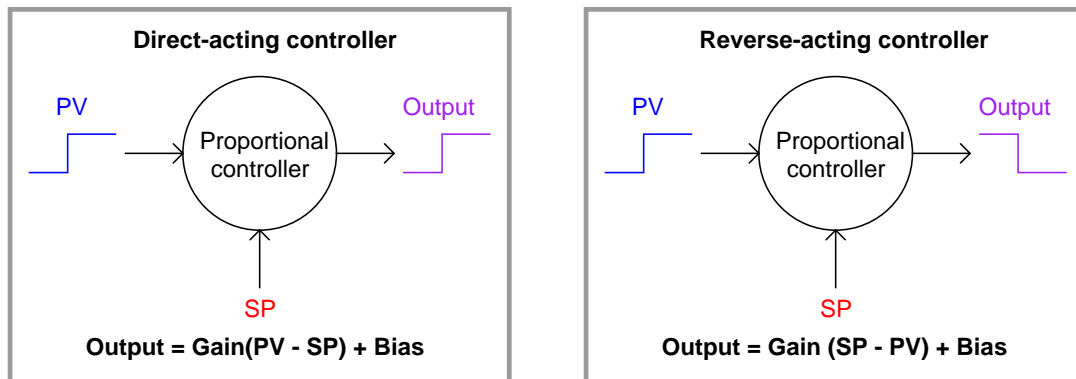 Direct-acting controller
PV
Output
Proportional
controller
SP
Output = Gain(PV - SP) + Bias
Reverse-acting controller
PV
Output
Proportional
controller
SP
Output = Gain (SP - PV) + Bias